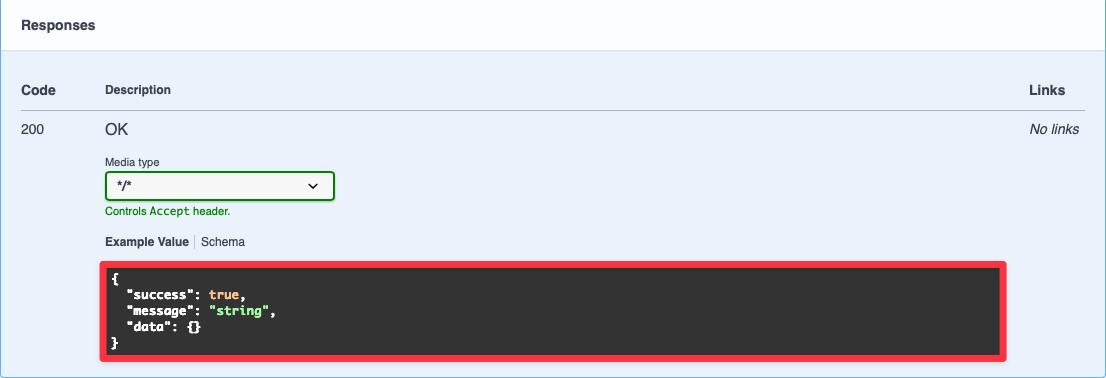 Responses
Code Description Links
200 OK No links
Media type
*/*
Controls Accept header.
Example Value Schema
{
"success": true,
"message": "string",
"data": {}
}